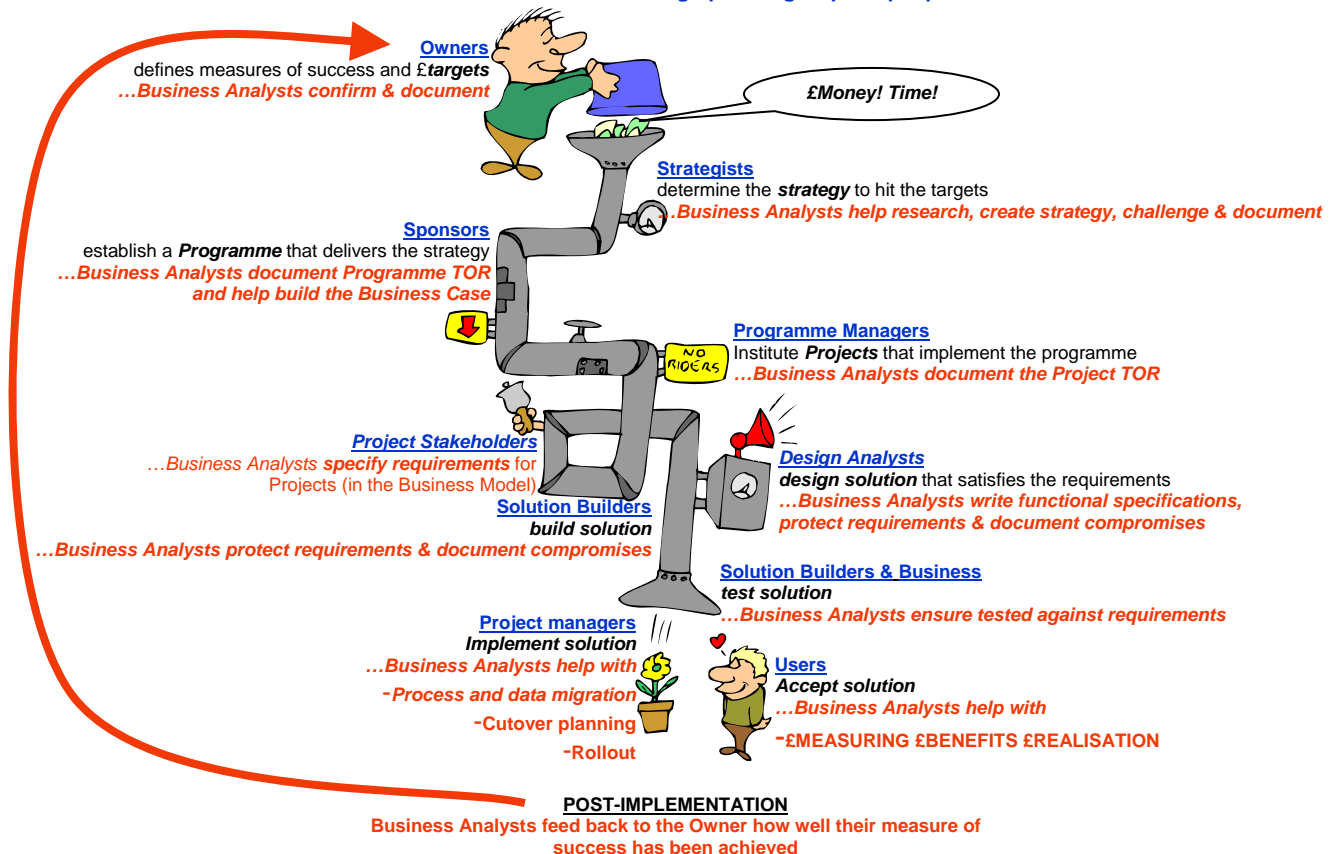 Owners
defines measures of success and £targets
…Business Analysts confirm & document
£Money! Time!
Strategists
determine the strategy to hit the targets
…Business Analysts help research, create strategy, challenge & document
Sponsors
establish a Programme that delivers the strategy
…Business Analysts document Programme TOR
and help build the Business Case
Programme Managers
Institute Projects that implement the programme
…Business Analysts document the Project TOR
NO
RIDERS
Project Stakeholders
…Business Analysts specify requirements for
Projects (in the Business Model)
Design Analysts
design solution that satisfies the requirements
…Business Analysts write functional specifications,
protect requirements & document compromises
Solution Builders
build solution
…Business Analysts protect requirements & document compromises
Solution Builders & Business
test solution
…Business Analysts ensure tested against requirements
Project managers
Implement solution
…Business Analysts help with
-Process and data migration
-Cutover planning
-Rollout
Users
Accept solution
…Business Analysts help with
-£MEASURING £BENEFITS £REALISATION
POST-IMPLEMENTATION
Business Analysts feed back to the Owner how well their measure of
success has been achieved